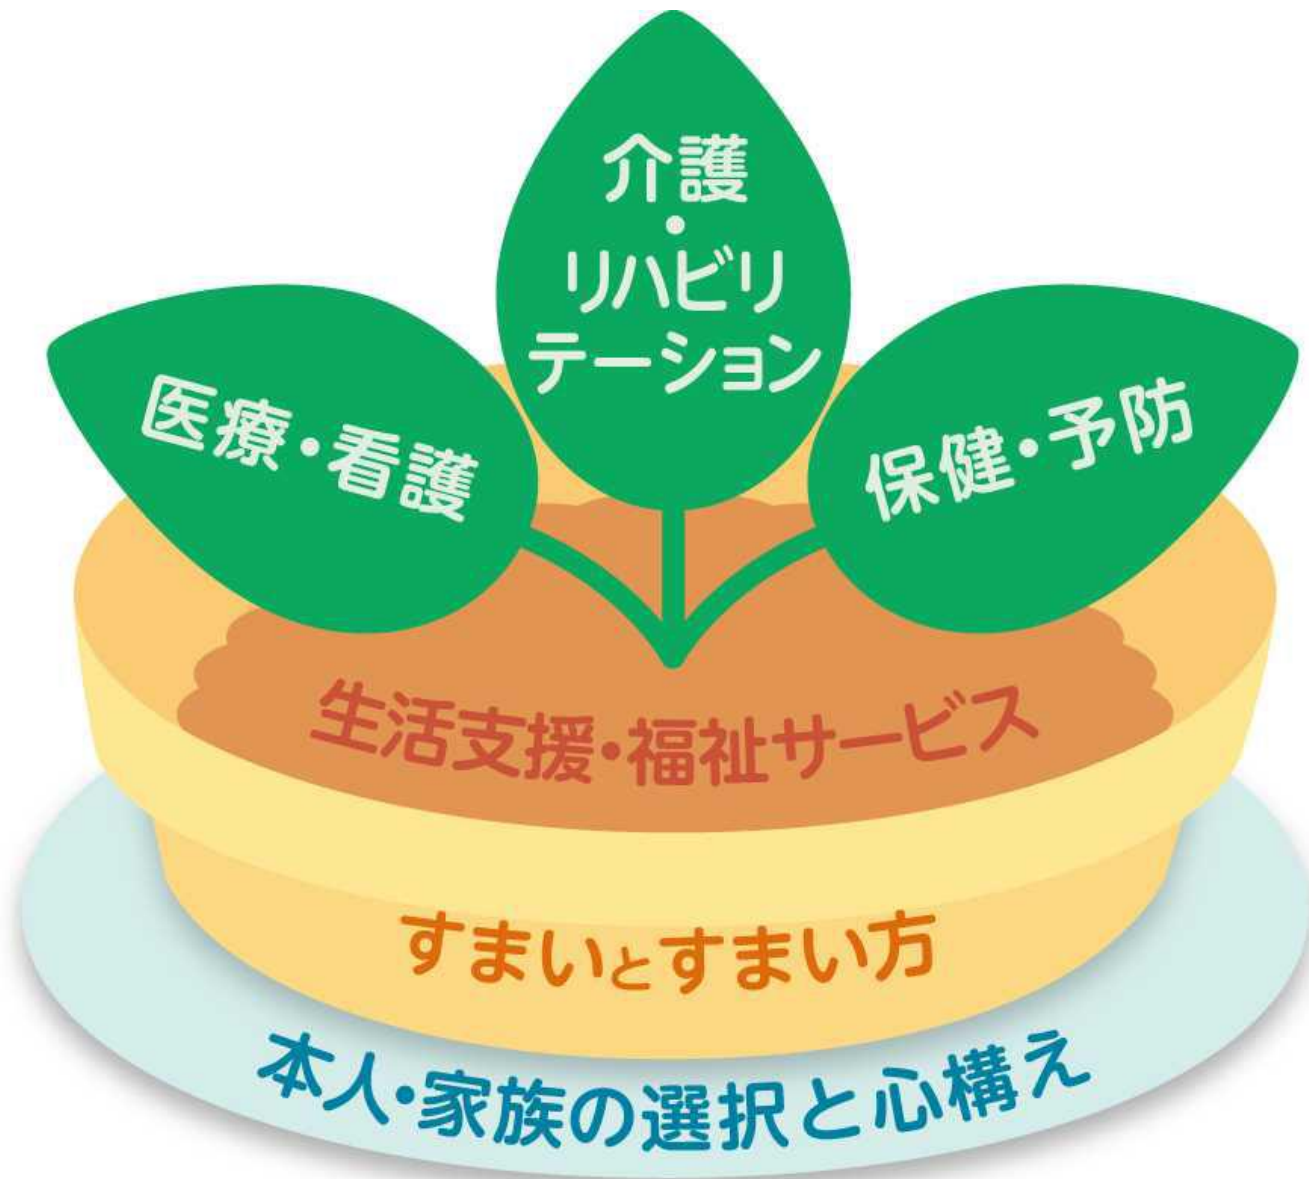 介護
・
リハビリ
テーション
医療・看護
保健・予防
生活支援・福祉サービス
すまいとすまい方
本人・家族の選択と心構え